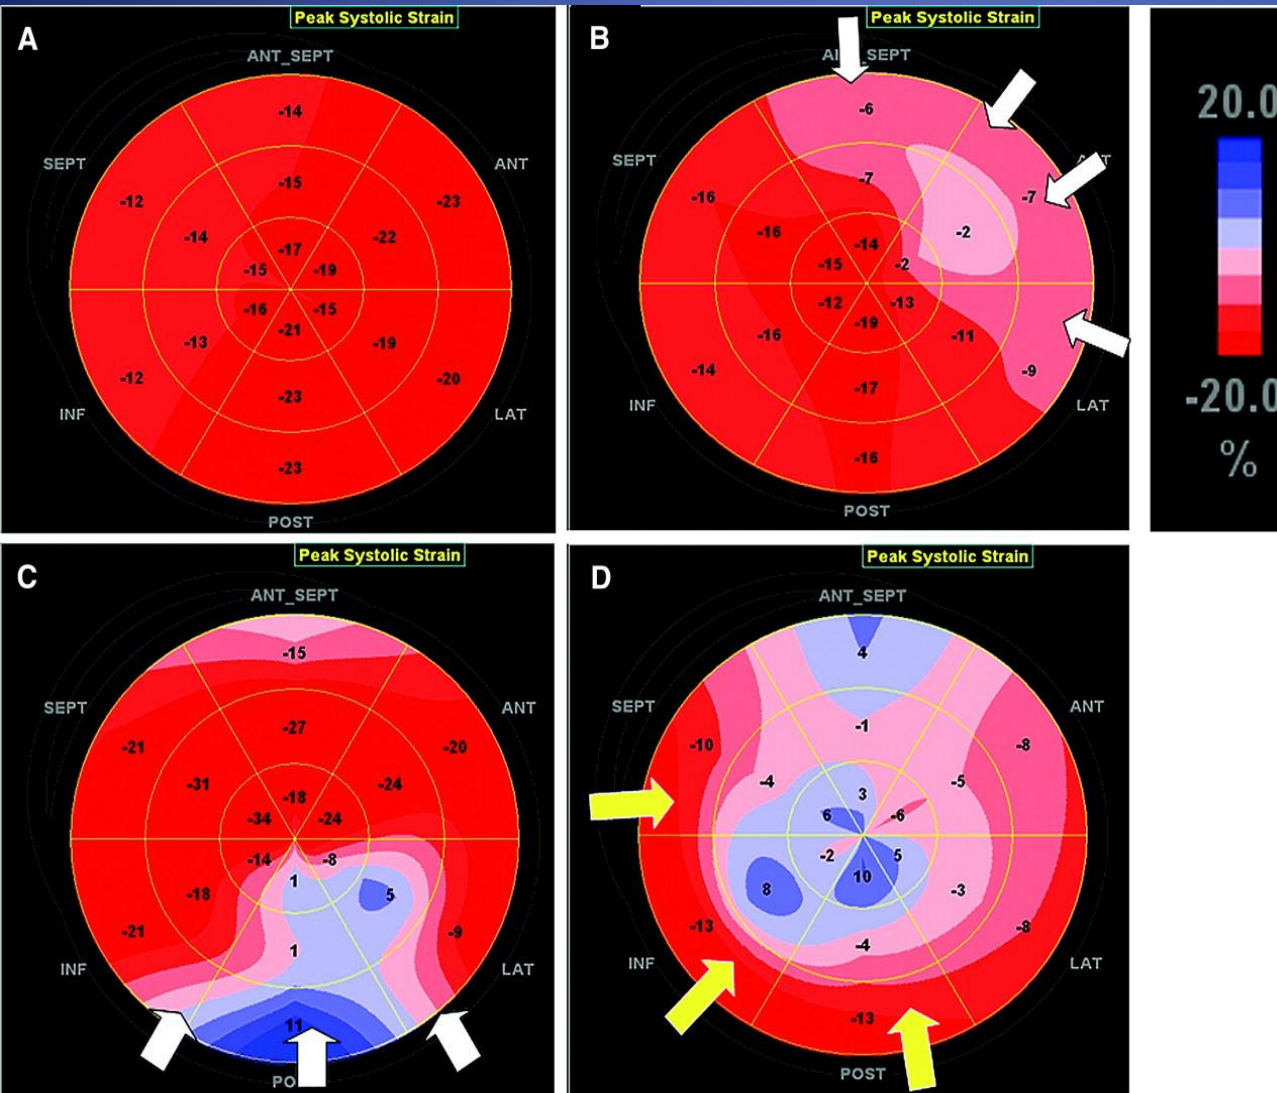 A
Peak Systolic Strain
ANT_SEPT
-14
SEPT
ANT
-15
-12
-23
-14
-22
-17
-15
-19
-16
-15
-21
-13
-19
-12
-20
-23
INF
LAT
-23
POST
B
Peak Systolic Strain
SEPT
-6
SEPT
-7
-16
-7
-16
-2
-14
-15
-2
-12
-13
-19
-16
-11
-14
-9
-17
INF
LAT
-16
POST
20.0
-20.0
%
C
Peak Systolic Strain
ANT_SEPT
-15
SEPT
ANT
-27
-21
-20
-31
-24
-18
-34
-24
-14
-8
1
-18
5
-21
-9
1
INF
LAT
11
D
Peak Systolic Strain
ANT_SEPT
4
SEPT
ANT
-1
-10
-8
-4
-5
3
6
-6
-2
5
10
8
-3
-13
-8
-4
INF
LAT
-13
POST